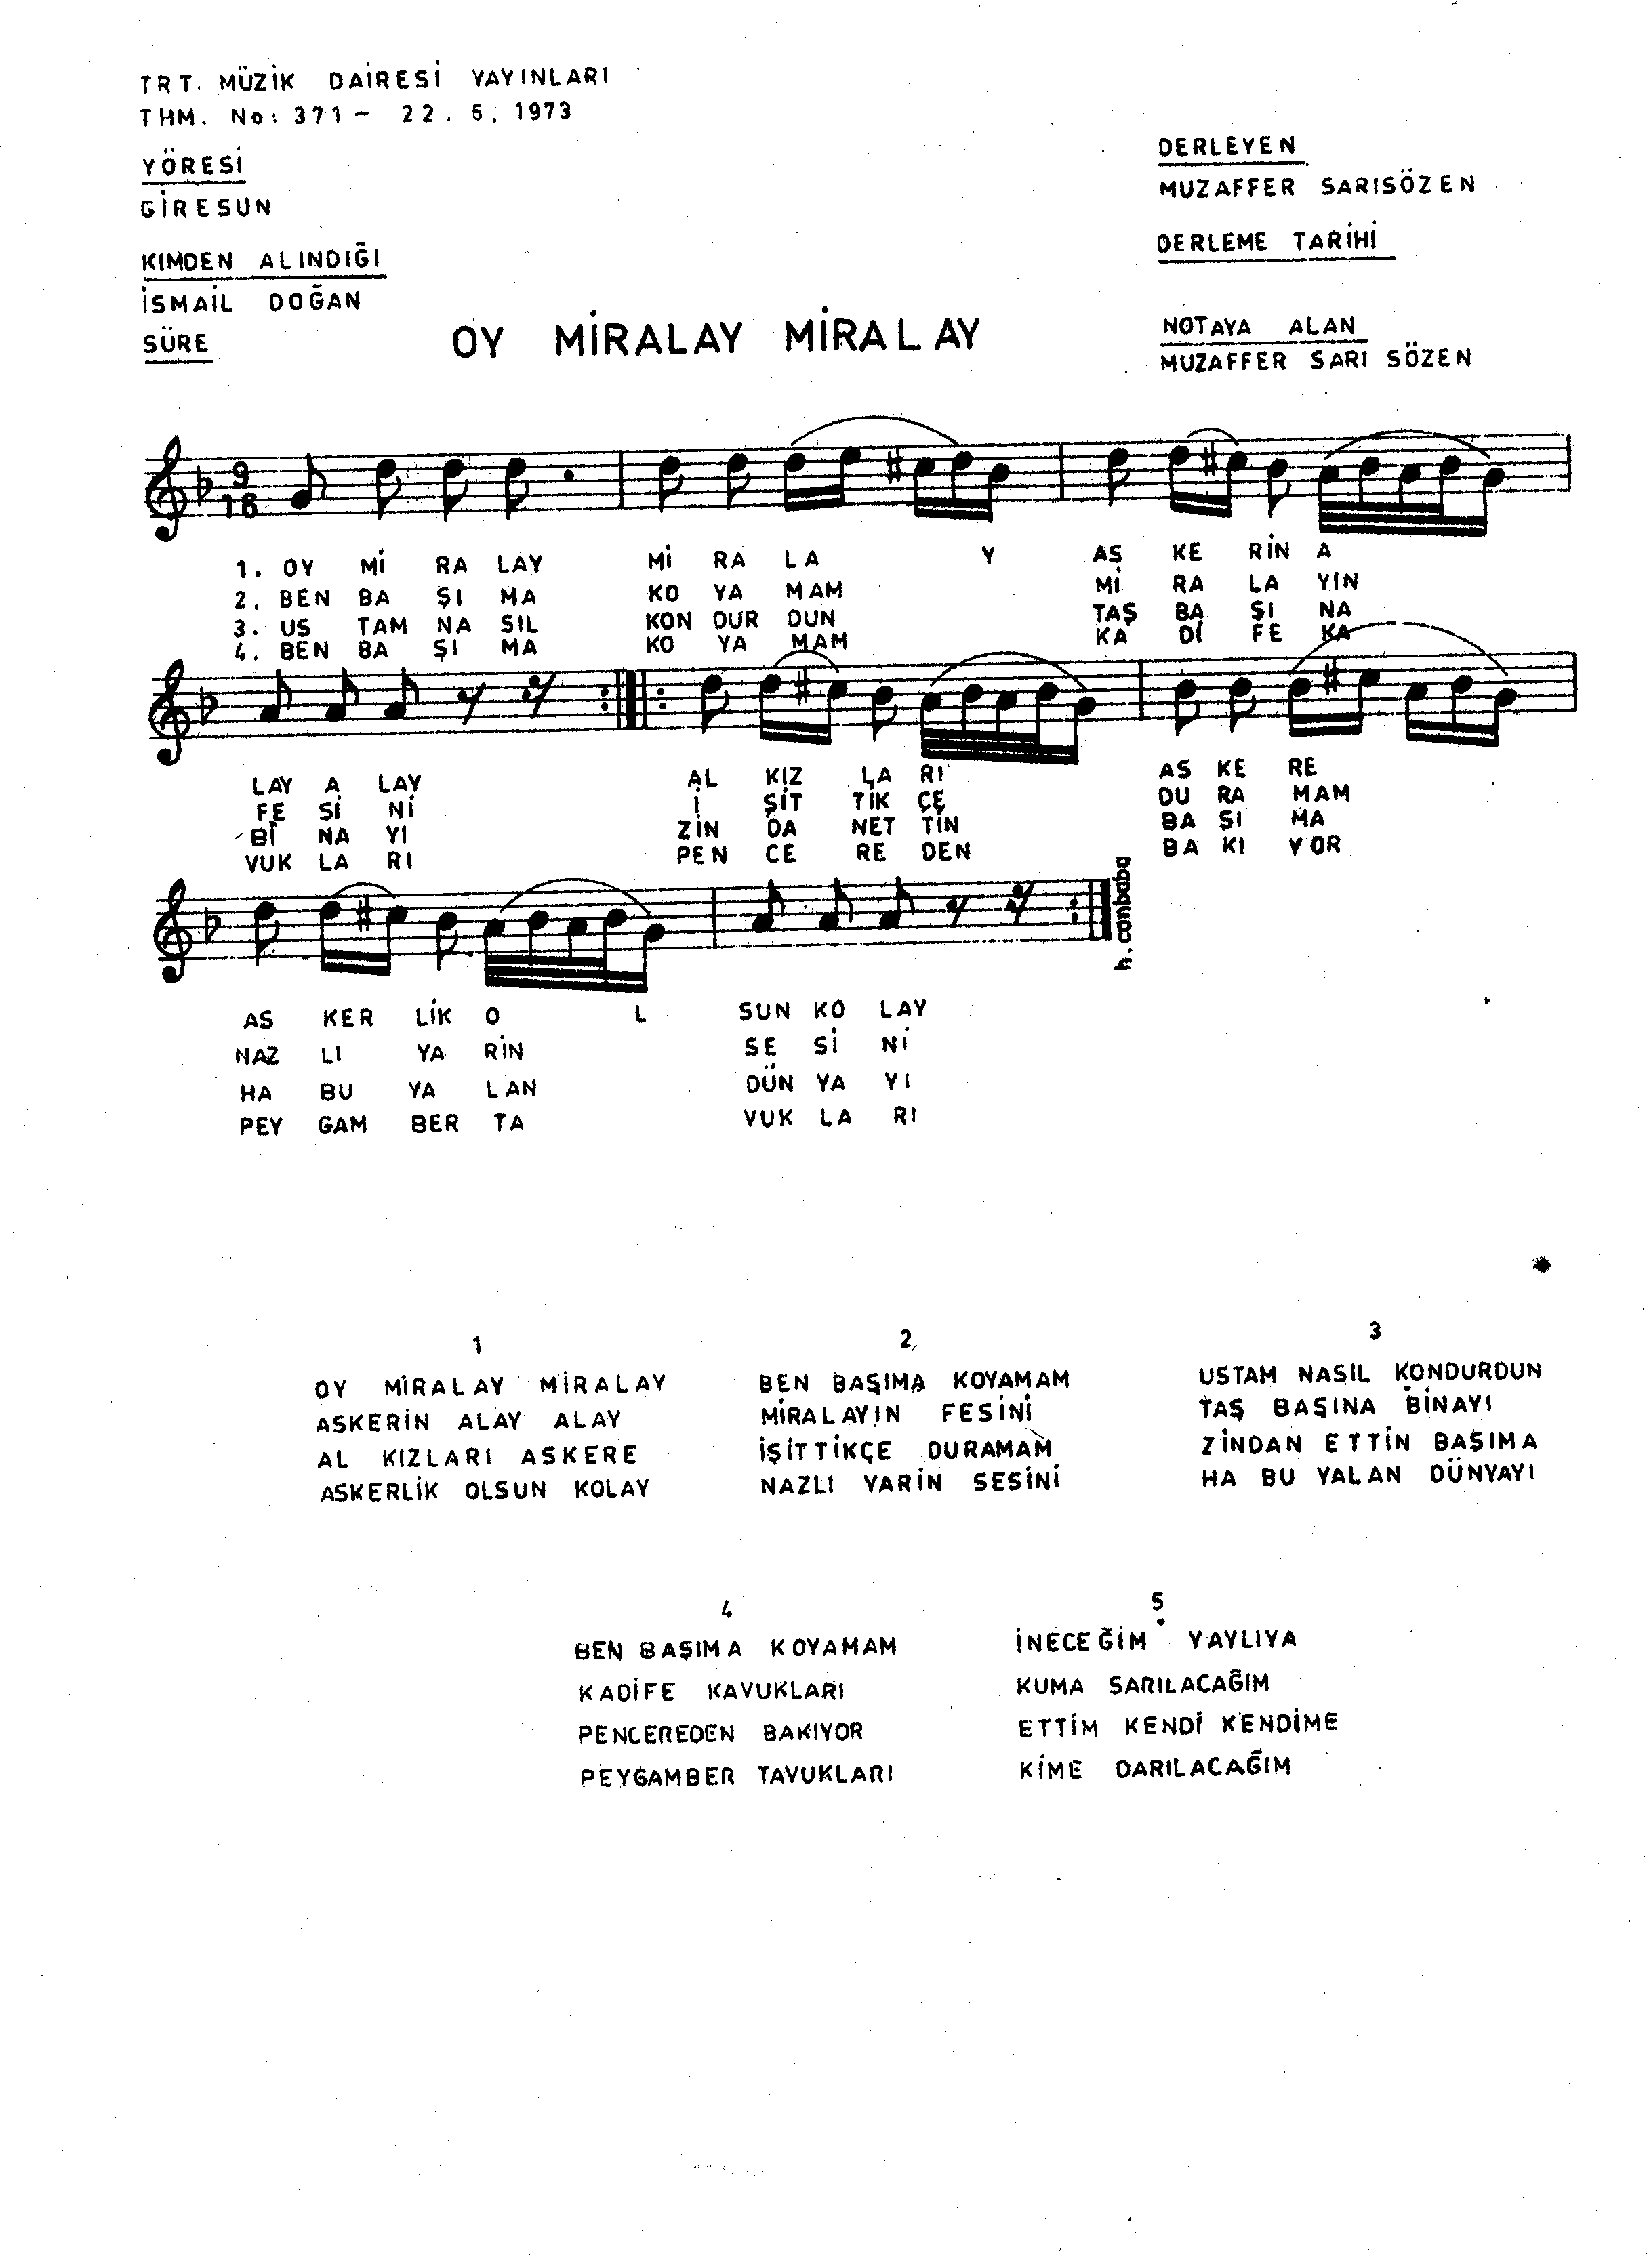 TRT. MÜZİK DAİRESİ YAYINLARI
THM. No: 371 - 22. 6. 1973
YÖRESİ
GİRESUN
KIMDEN ALINDIĞI
İSMAİL DOĞAN
SÜRE
DERLEYEN
MUZAFFER SARISÖZEN
DERLEME TARİHİ
NOTAYA ALAN
MUZAFFER SARI SÖZEN
OY MİRALAY MİRALAY
9
16
1. OY Mİ RA LAY Mİ RA LA Y AS KE RİN A
2. BEN BA ŞI MA KO YA MAM Mİ RA LA YIN
3. US TAM NA SIL KON DUR DUN TAŞ BA ŞI NA
4. BEN BA ŞI MA KO YA MAM KA Dİ FE KA
LAY A LAY AL KIZ LA RI AS KE RE
FE Sİ Nİ İ ŞİT TİK ÇE DU RA MAM
Bİ NA YI ZİN DA NET TİN BA ŞI MA
VUK LA RI PEN CE RE DEN BA KI YOR
h. canbaba
AS KER LİK O L SUN KO LAY
NAZ LI YA RİN SE Sİ Nİ
HA BU YA LAN DÜN YA YI
PEY GAM BER TA VUK LA RI
1
OY MİRALAY MİRALAY
ASKERİN ALAY ALAY
AL KIZLARI ASKERE
ASKERLİK OLSUN KOLAY
2
BEN BAŞIMA KOYAMAM
MİRALAYIN FESİNİ
İŞİTTİKÇE DURAMAM
NAZLI YARİN SESİNİ
3
USTAM NASIL KONDURDUN
TAŞ BAŞINA BİNAYI
ZİNDAN ETTİN BAŞIMA
HA BU YALAN DÜNYAYI
4
BEN BAŞIMA KOYAMAM
KADİFE KAVUKLARI
PENCEREDEN BAKIYOR
PEYGAMBER TAVUKLARI
5
İNECEĞİM YAYLIYA
KUMA SARILACAĞIM
ETTİM KENDİ KENDİME
KİME DARILACAĞIM